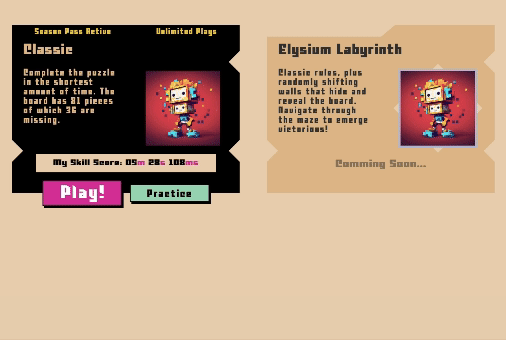 Season Pass Active
Unlimited Plays
Classic
Complete the puzzle
in the shortest
amount of time. The
board has 81 pieces
of which 36 are
missing.
My Skill Score: 05m 28s 108ms
Play!
Practice
Elysium Labyrinth
Classic rules, plus
randomly shifting
walls that hide and
reveal the board.
Navigate through
the maze to emerge
victorious!
Comming Soon...